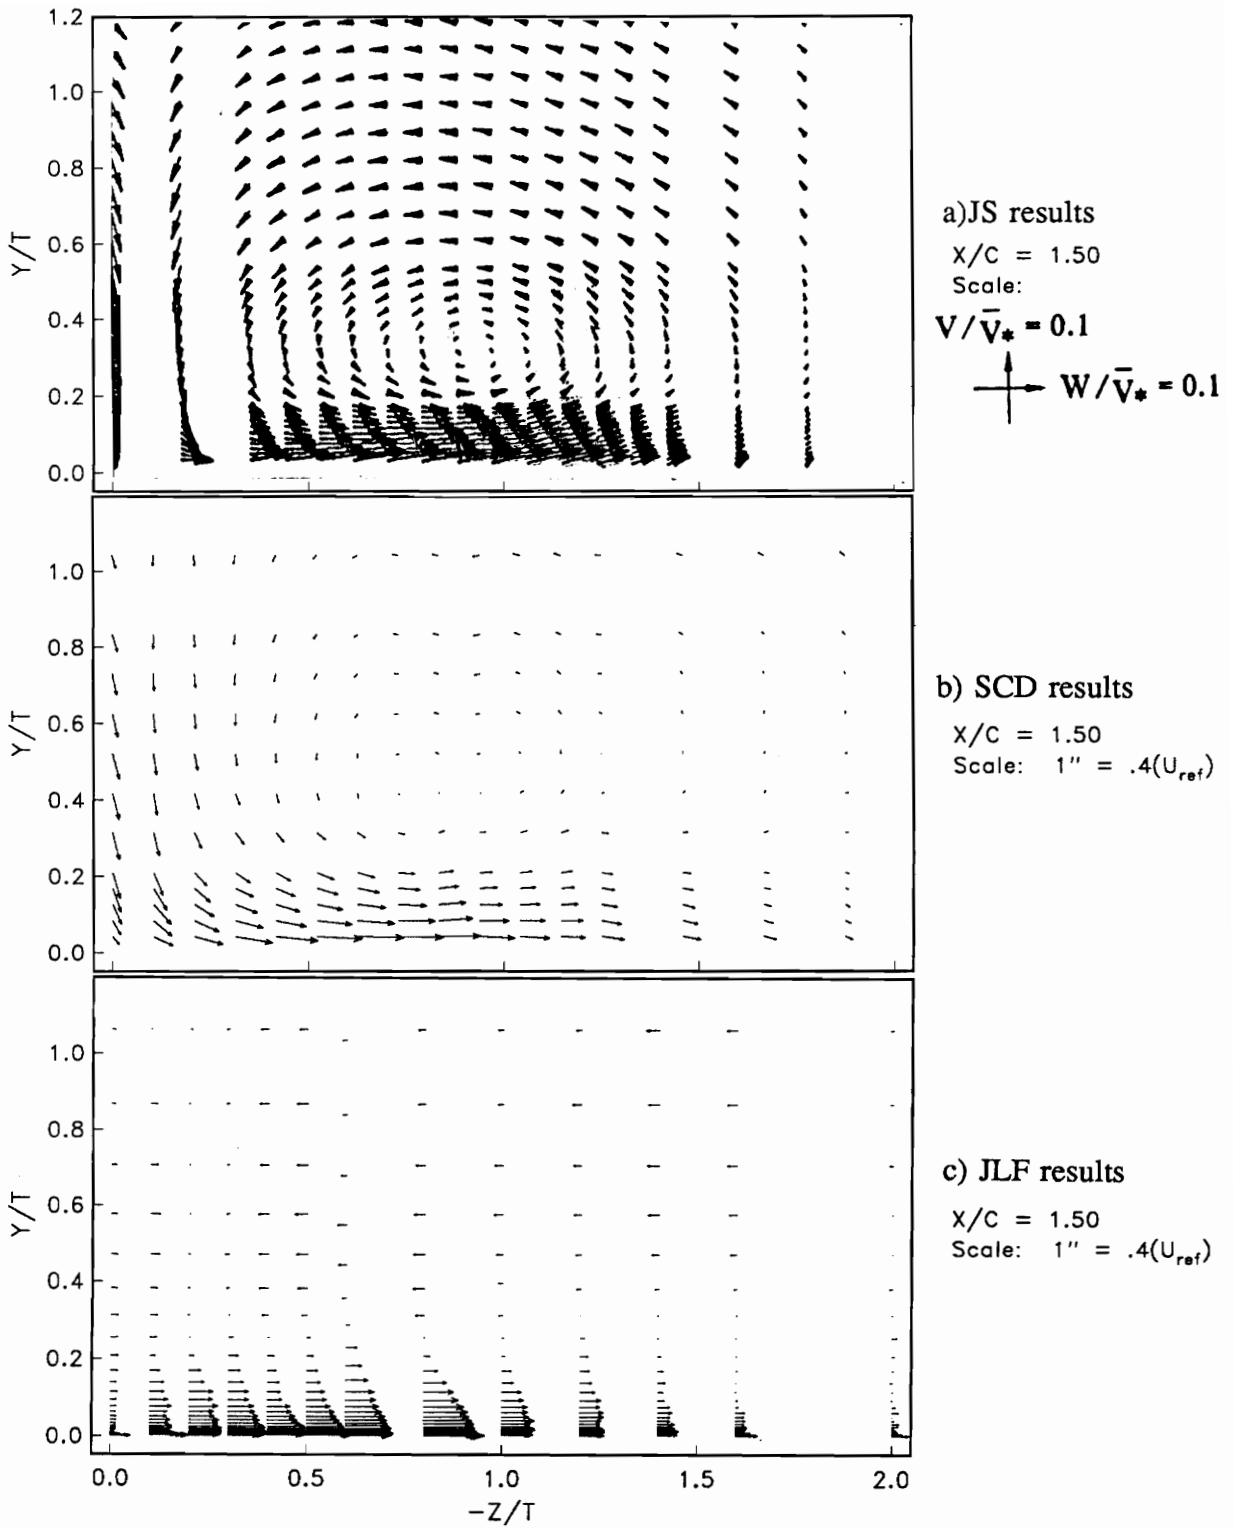 1.2
1.0
0.8
0.6
0.4
0.2
0.0
Y/T
a)JS results
X/C = 1.50
Scale:
V/V̄* = 0.1
W/V̄* = 0.1
1.0
0.8
0.6
0.4
0.2
0.0
Y/T
b) SCD results
X/C = 1.50
Scale: 1" = .4(Uref)
1.0
0.8
0.6
0.4
0.2
0.0
Y/T
c) JLF results
X/C = 1.50
Scale: 1" = .4(Uref)
0.0 0.5 1.0 1.5 2.0
-Z/T